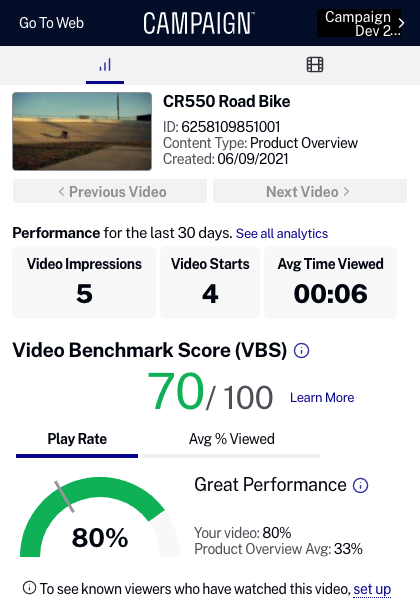 Go To Web
CAMPAIGN
Campaign
Dev 2...
CR550 Road Bike
ID: 6258109851001
Content Type: Product Overview
Created: 06/09/2021
Previous Video
Next Video
Performance for the last 30 days. See all analytics
Video Impressions
5
Video Starts
4
Avg Time Viewed
00:06
Video Benchmark Score (VBS)
70 / 100
Learn More
Play Rate
Avg % Viewed
80%
Great Performance
Your video: 80%
Product Overview Avg: 33%
To see known viewers who have watched this video, set up